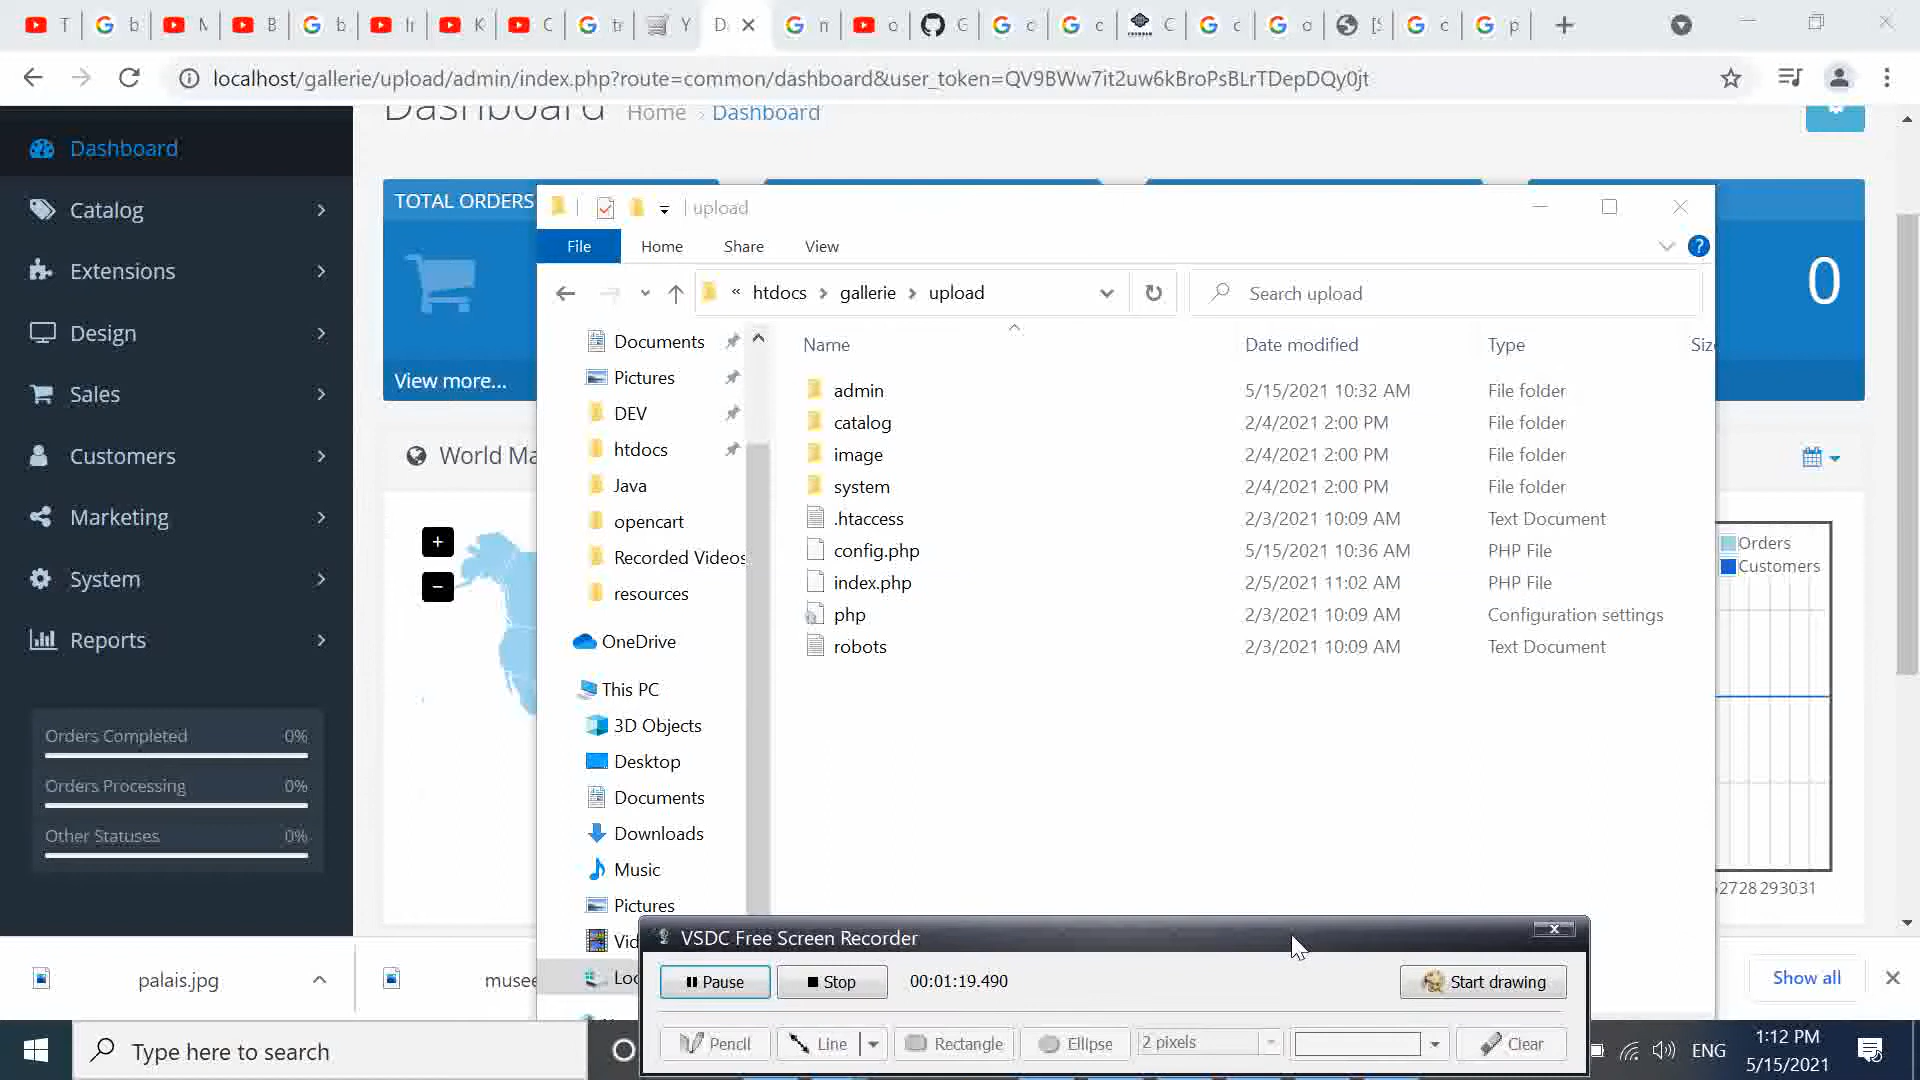 T
b
M
B
b
Ir
K
C
tr
Y
D
n
o
G
c
c
C
c
o
[S
c
p
localhost/gallerie/upload/admin/index.php?route=common/dashboard&user_token=QV9BWw7it2uw6kBroPsBLrTDepDQy0jt
Dashboard
Home
Dashboard
Dashboard
Catalog
Extensions
Design
Sales
Customers
Marketing
System
Reports
Orders Completed 0%
Orders Processing 0%
Other Statuses 0%
TOTAL ORDERS
View more...
0
World Ma
+
−
Orders
Customers
2728293031
upload
File Home Share View
?
« htdocs > gallerie > upload
Search upload
Documents
Pictures
DEV
htdocs
Java
opencart
Recorded Videos
resources
OneDrive
This PC
3D Objects
Desktop
Documents
Downloads
Music
Pictures
Vid
Loc
Name Date modified Type Siz
admin 5/15/2021 10:32 AM File folder
catalog 2/4/2021 2:00 PM File folder
image 2/4/2021 2:00 PM File folder
system 2/4/2021 2:00 PM File folder
.htaccess 2/3/2021 10:09 AM Text Document
config.php 5/15/2021 10:36 AM PHP File
index.php 2/5/2021 11:02 AM PHP File
php 2/3/2021 10:09 AM Configuration settings
robots 2/3/2021 10:09 AM Text Document
VSDC Free Screen Recorder
Pause Stop 00:01:19.490 Start drawing
Pencil Line Rectangle Ellipse 2 pixels Clear
palais.jpg
musee
Show all
Type here to search
ENG
1:12 PM
5/15/2021